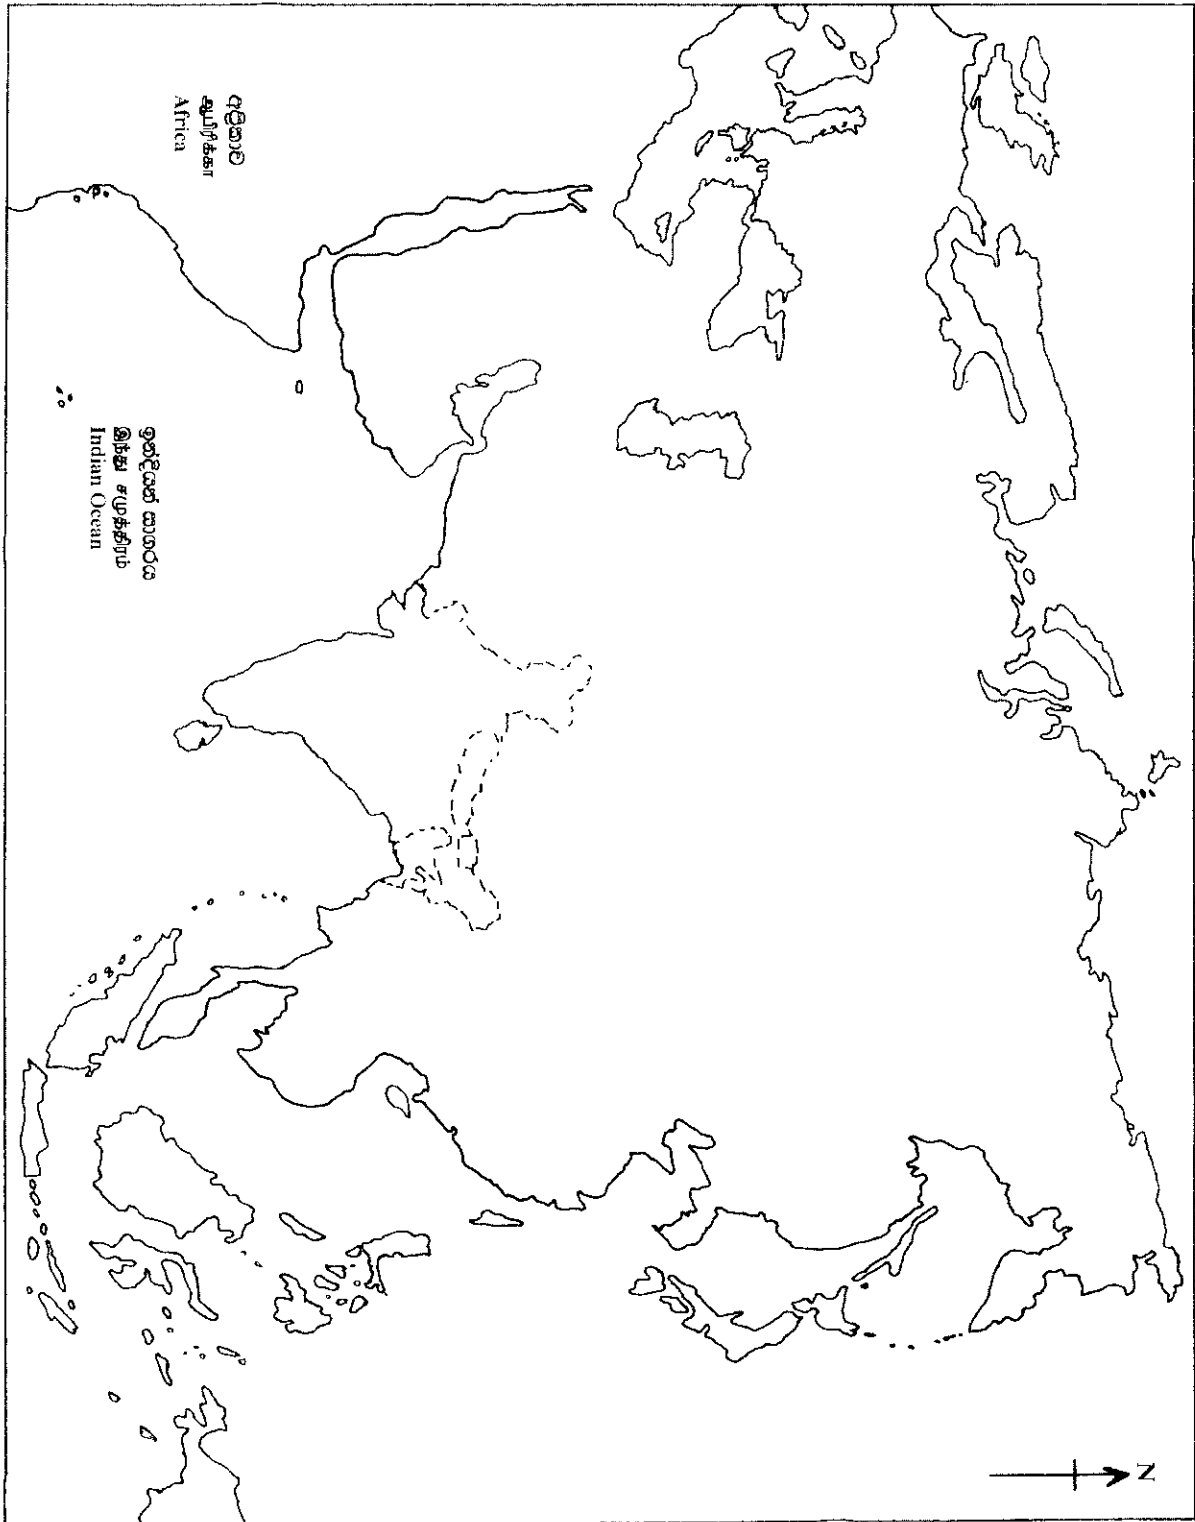 අප්‍රිකාව
ஆபிரிக்கா
Africa
ඉන්දියන් සාගරය
இந்து சமுத்திரம்
Indian Ocean
N